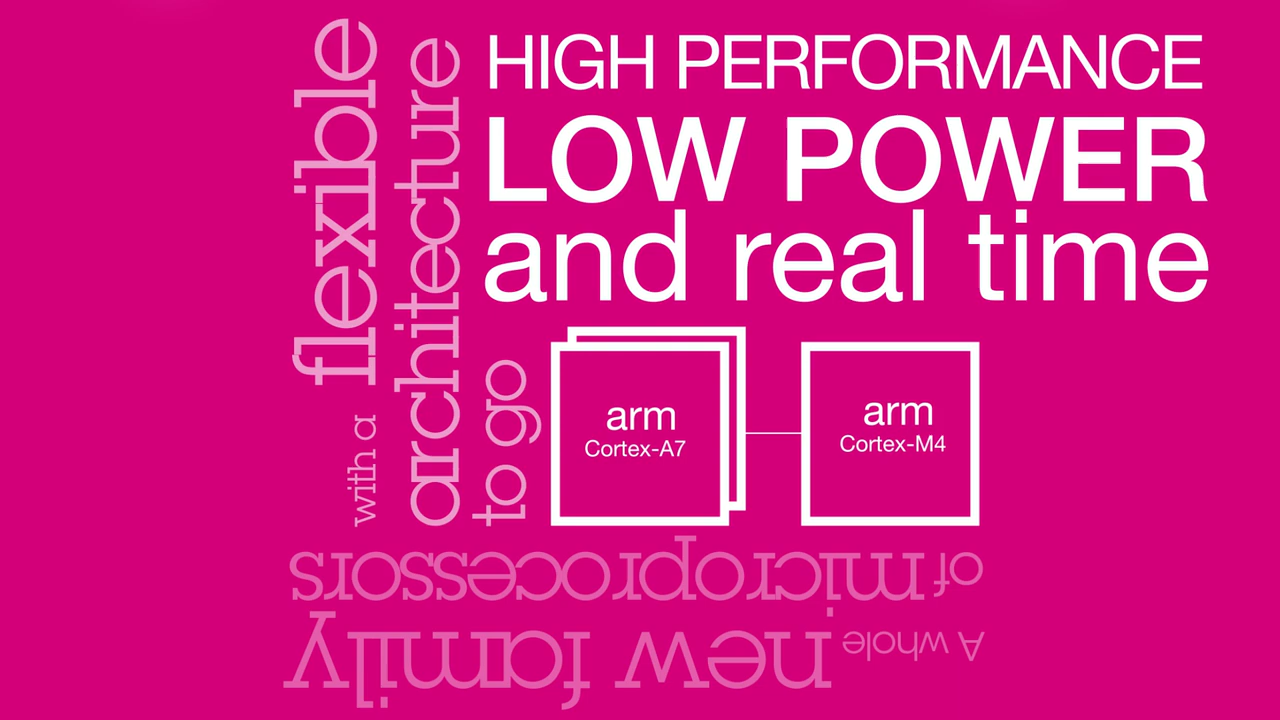 A whole new family
of microprocessors
with a flexible
architecture
to go
HIGH PERFORMANCE
LOW POWER
and real time
arm
Cortex-A7
arm
Cortex-M4